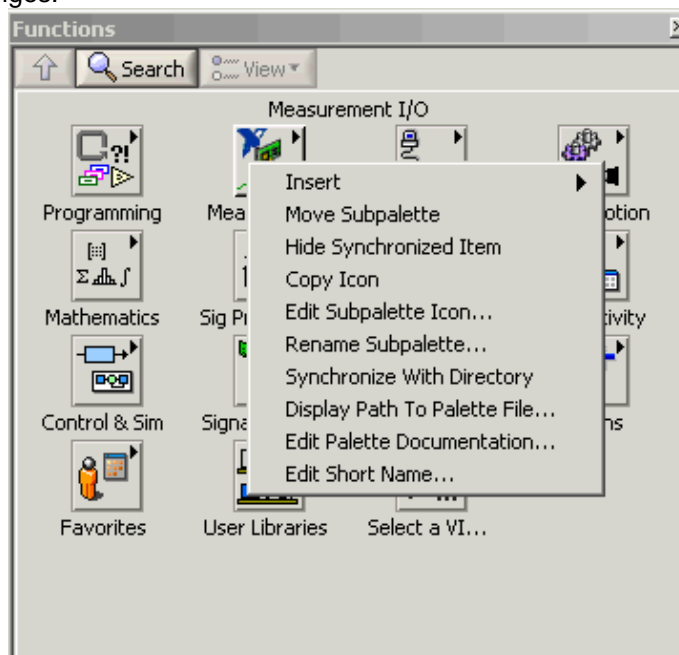 Functions
Search View
Measurement I/O
Programming
Mathematics
Control & Sim
Favorites User Libraries Select a VI...
Insert
Move Subpalette
Hide Synchronized Item
Copy Icon
Edit Subpalette Icon...
Rename Subpalette...
Synchronize With Directory
Display Path To Palette File...
Edit Palette Documentation...
Edit Short Name...